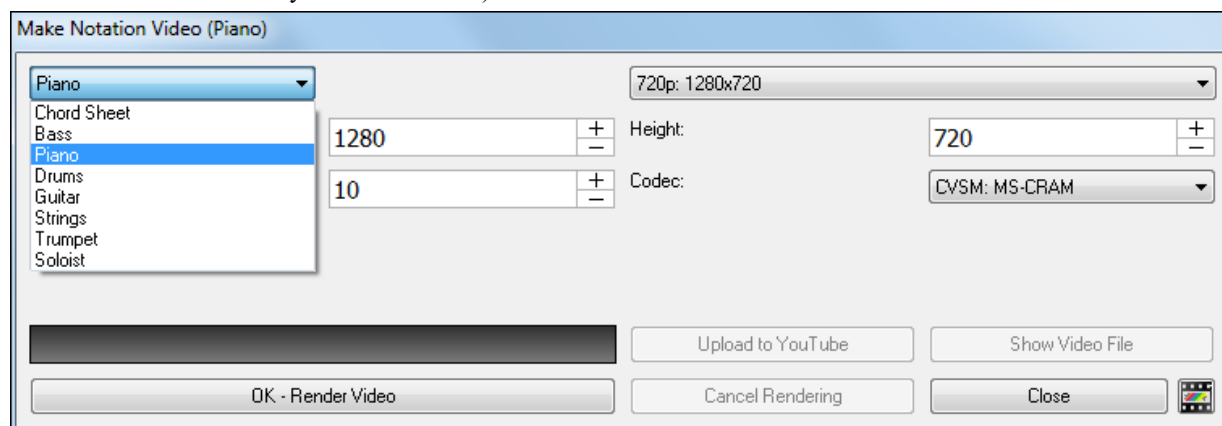 Make Notation Video (Piano)
Piano
720p: 1280x720
Chord Sheet
Bass
Piano
Drums
Guitar
Strings
Trumpet
Soloist
1280
+
−
Height:
720
+
−
10
+
−
Codec:
CVSM: MS-CRAM
Upload to YouTube
Show Video File
OK - Render Video
Cancel Rendering
Close